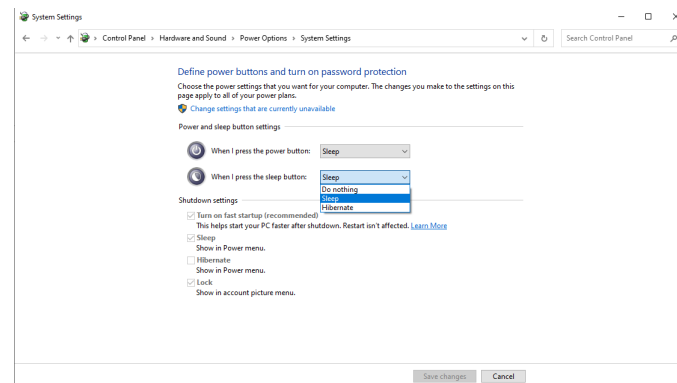 System Settings
Control Panel > Hardware and Sound > Power Options > System Settings
Search Control Panel
Define power buttons and turn on password protection
Choose the power settings that you want for your computer. The changes you make to the settings on this
page apply to all of your power plans.
Change settings that are currently unavailable
Power and sleep button settings
When I press the power button: Sleep
When I press the sleep button: Sleep
Do nothing
Sleep
Hibernate
Shutdown settings
Turn on fast startup (recommended)
This helps start your PC faster after shutdown. Restart isn't affected. Learn More
Sleep
Show in Power menu.
Hibernate
Show in Power menu.
Lock
Show in account picture menu.
Save changes Cancel